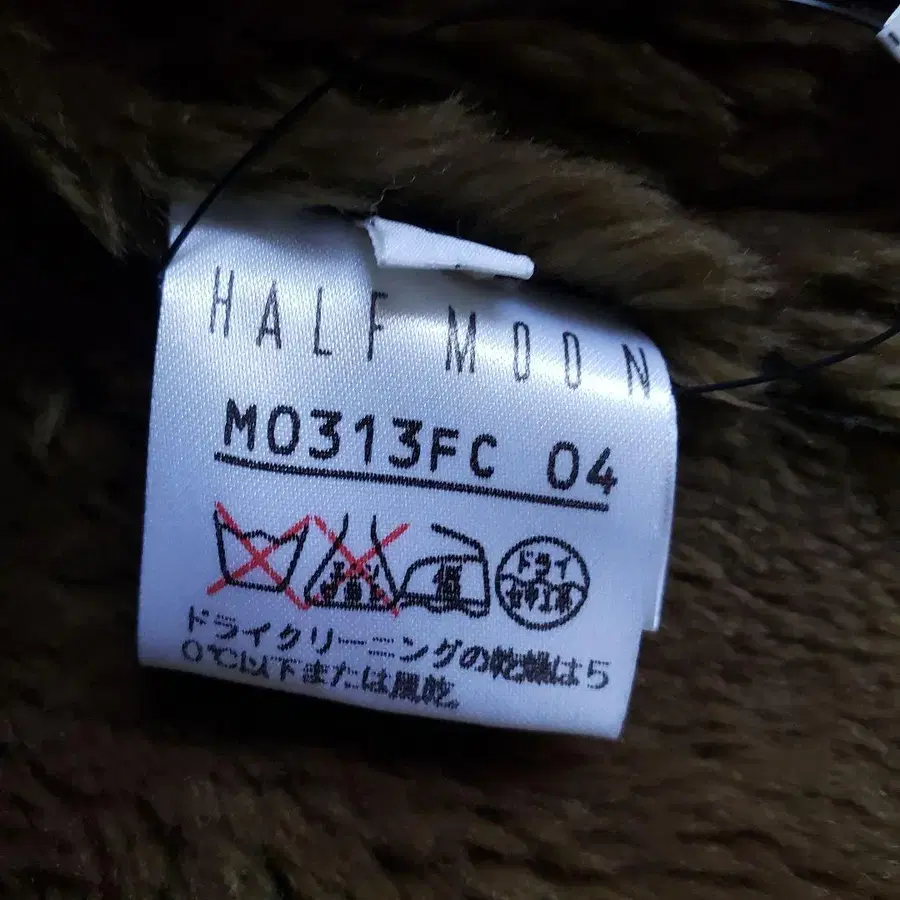 HALF MOON
M0313FC 04
ドライ
ドライクリーニングの乾燥は5
0℃以下または風乾